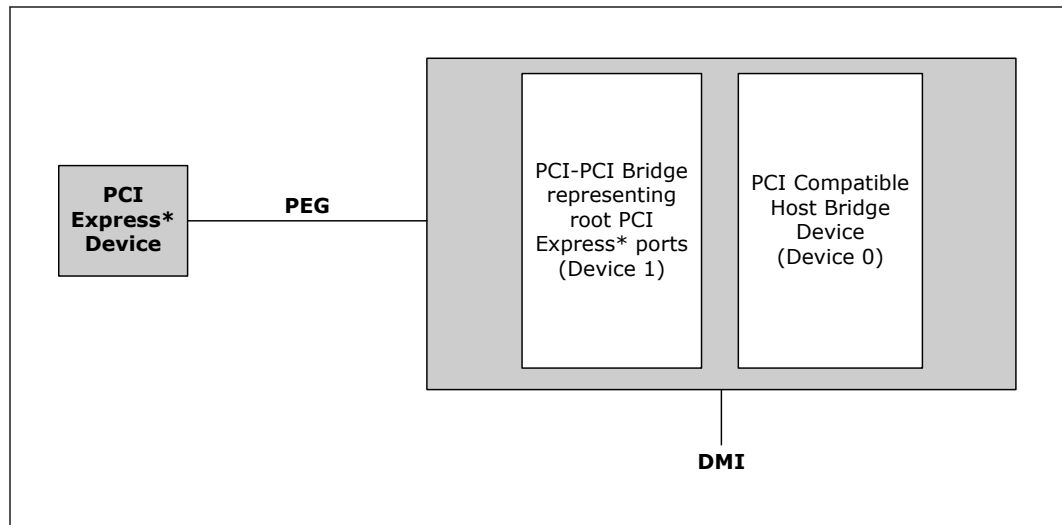 PCI
Express*
Device
PEG
PCI-PCI Bridge
representing
root PCI
Express* ports
(Device 1)
PCI Compatible
Host Bridge
Device
(Device 0)
DMI